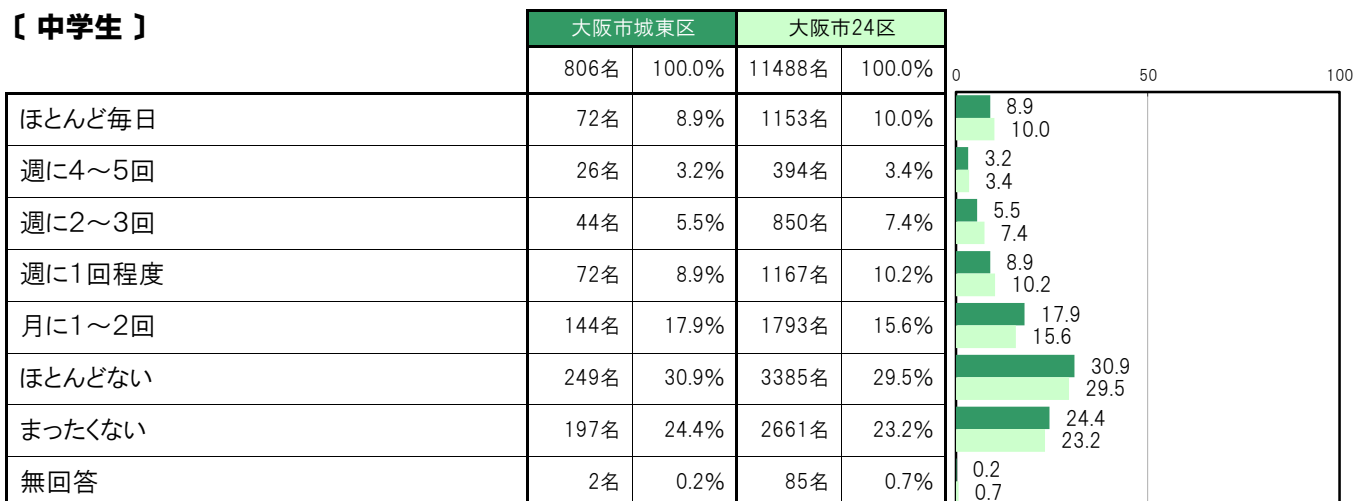 〔 中学生 〕
大阪市城東区 大阪市24区
806名 100.0% 11488名 100.0%
0 50 100
ほとんど毎日 72名 8.9% 1153名 10.0%
8.9
10.0
週に4～5回 26名 3.2% 394名 3.4%
3.2
3.4
週に2～3回 44名 5.5% 850名 7.4%
5.5
7.4
週に1回程度 72名 8.9% 1167名 10.2%
8.9
10.2
月に1～2回 144名 17.9% 1793名 15.6%
17.9
15.6
ほとんどない 249名 30.9% 3385名 29.5%
30.9
29.5
まったくない 197名 24.4% 2661名 23.2%
24.4
23.2
無回答 2名 0.2% 85名 0.7%
0.2
0.7